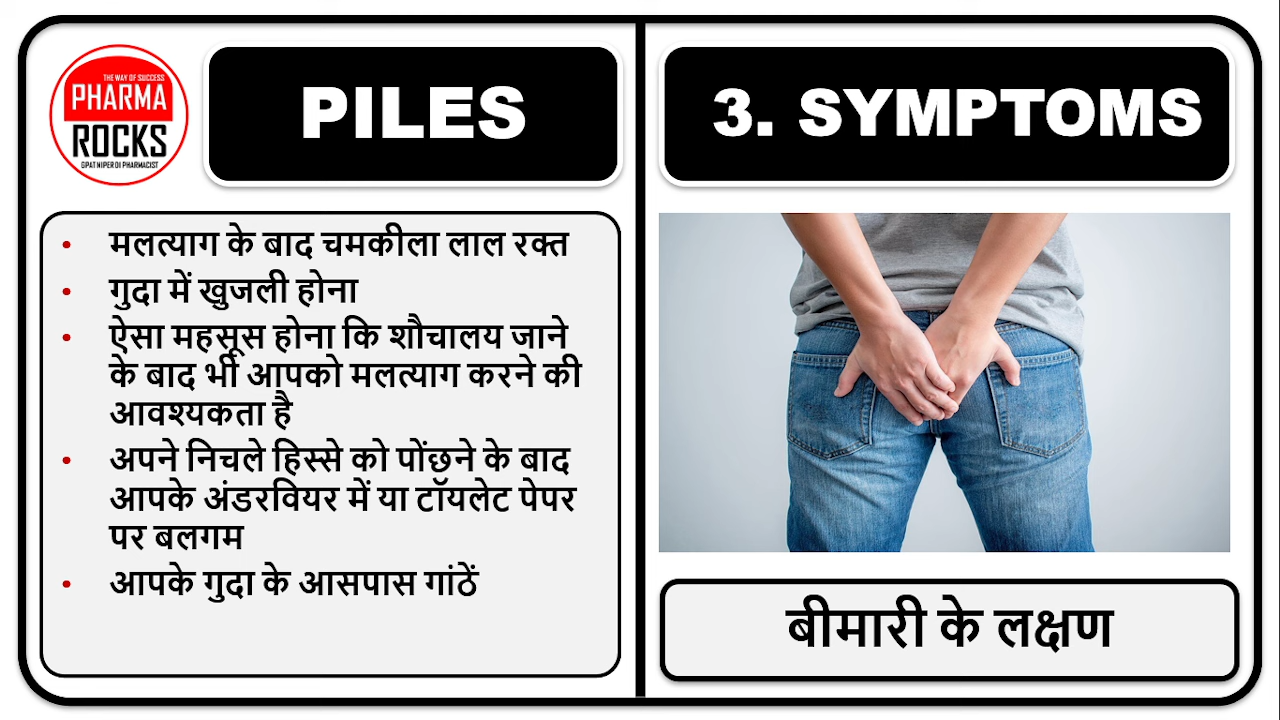 THE WAY OF SUCCESS
PHARMA
ROCKS
GPAT NIPER DI PHARMACIST
PILES
3. SYMPTOMS
• मलत्याग के बाद चमकीला लाल रक्त
• गुदा में खुजली होना
• ऐसा महसूस होना कि शौचालय जाने
के बाद भी आपको मलत्याग करने की
आवश्यकता है
• अपने निचले हिस्से को पोंछने के बाद
आपके अंडरवियर में या टॉयलेट पेपर
पर बलगम
• आपके गुदा के आसपास गांठें
बीमारी के लक्षण